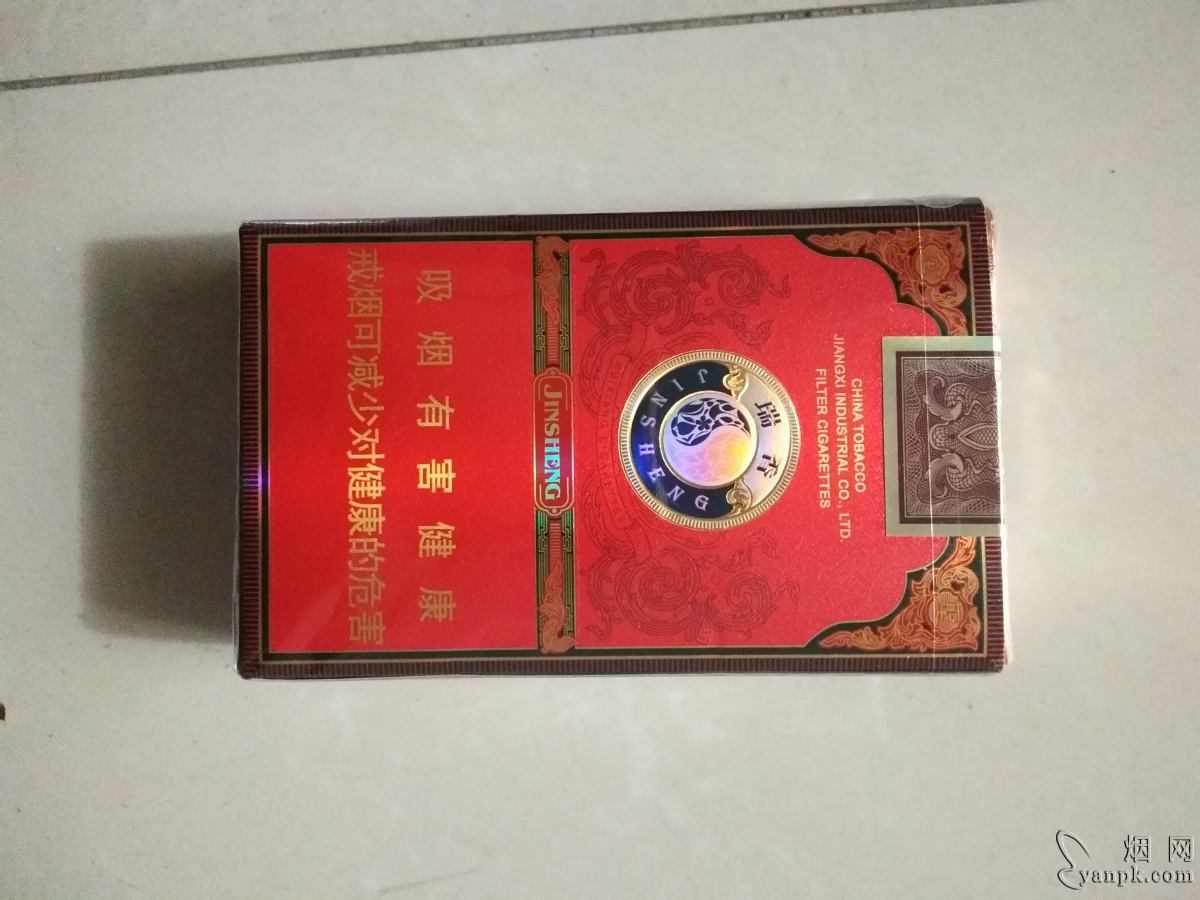 CHINA TOBACCO
JIANGXI INDUSTRIAL CO., LTD.
FILTER CIGARETTES
瑞香
JINSHENG
JINSHENG
吸烟有害健康
戒烟可减少对健康的危害
烟网
yanpk.com